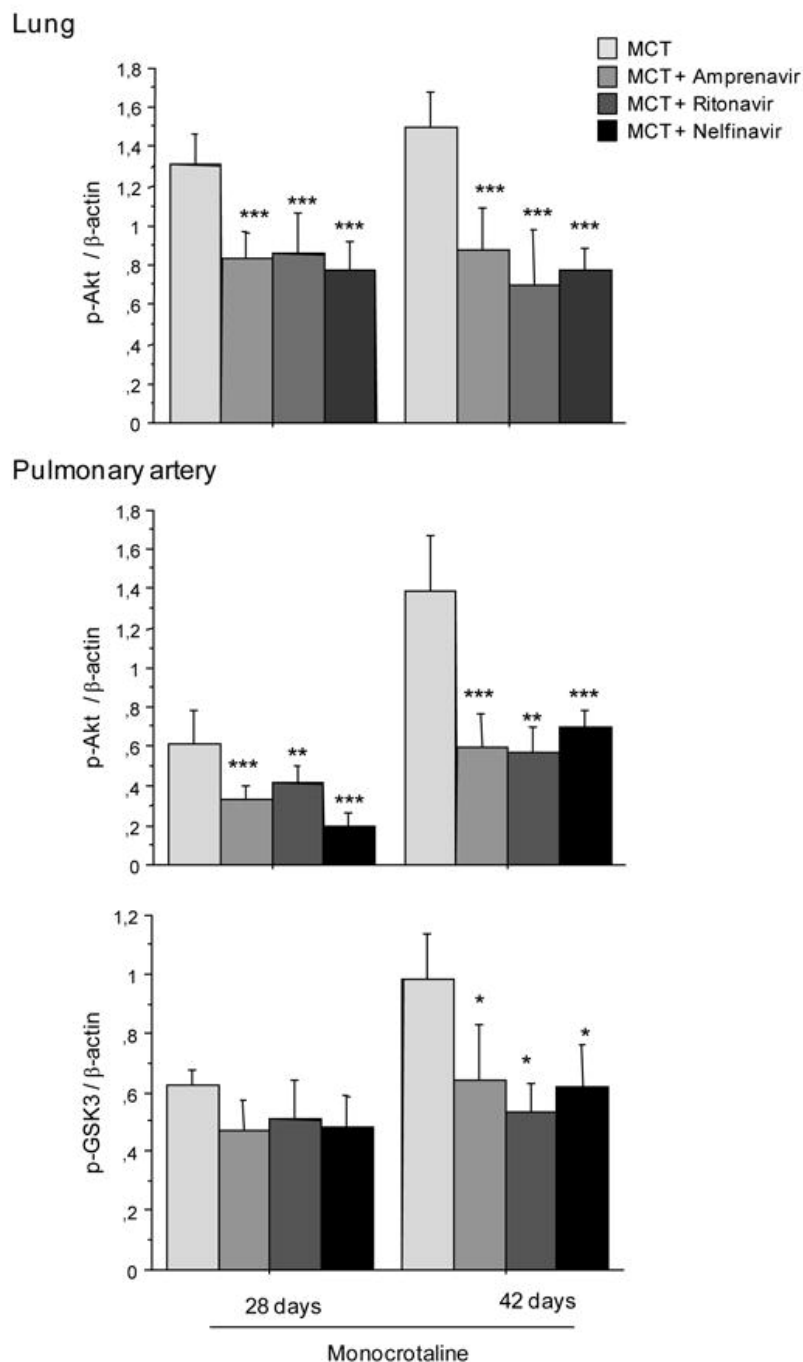 Lung
MCT
MCT + Amprenavir
MCT + Ritonavir
MCT + Nelfinavir
1,8
1,6
1,4
1,2
1
,8
,6
,4
,2
0
p-Akt / β-actin
*** *** ***
*** *** ***
Pulmonary artery
1,8
1,6
1,4
1,2
1
,8
,6
,4
,2
0
p-Akt / β-actin
*** ** ***
*** ** ***
1,2
1
,8
,6
,4
,2
0
p-GSK3 / β-actin
* * *
28 days 42 days
Monocrotaline